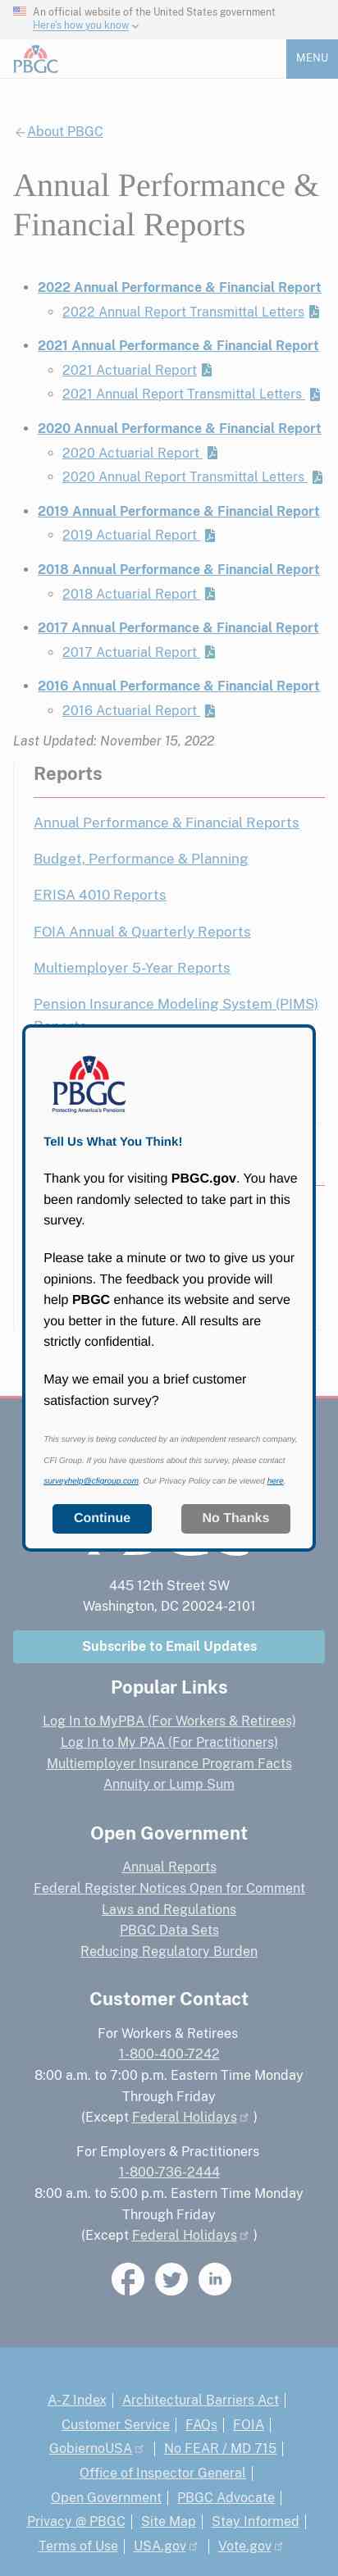 An official website of the United States government
Here's how you know
PBGC
MENU
About PBGC
Annual Performance &
Financial Reports
2022 Annual Performance & Financial Report
2022 Annual Report Transmittal Letters
2021 Annual Performance & Financial Report
2021 Actuarial Report
2021 Annual Report Transmittal Letters
2020 Annual Performance & Financial Report
2020 Actuarial Report
2020 Annual Report Transmittal Letters
2019 Annual Performance & Financial Report
2019 Actuarial Report
2018 Annual Performance & Financial Report
2018 Actuarial Report
2017 Annual Performance & Financial Report
2017 Actuarial Report
2016 Annual Performance & Financial Report
2016 Actuarial Report
Last Updated: November 15, 2022
Reports
Annual Performance & Financial Reports
Budget, Performance & Planning
ERISA 4010 Reports
FOIA Annual & Quarterly Reports
Multiemployer 5-Year Reports
Pension Insurance Modeling System (PIMS)
PBGC
Protecting America's Pensions
Tell Us What You Think!
Thank you for visiting PBGC.gov. You have
been randomly selected to take part in this
survey.
Please take a minute or two to give us your
opinions. The feedback you provide will
help PBGC enhance its website and serve
you better in the future. All results are
strictly confidential.
May we email you a brief customer
satisfaction survey?
This survey is being conducted by an independent research company,
CFI Group. If you have questions about this survey, please contact
surveyhelp@cfigroup.com. Our Privacy Policy can be viewed here.
Continue
No Thanks
445 12th Street SW
Washington, DC 20024-2101
Subscribe to Email Updates
Popular Links
Log In to MyPBA (For Workers & Retirees)
Log In to My PAA (For Practitioners)
Multiemployer Insurance Program Facts
Annuity or Lump Sum
Open Government
Annual Reports
Federal Register Notices Open for Comment
Laws and Regulations
PBGC Data Sets
Reducing Regulatory Burden
Customer Contact
For Workers & Retirees
1-800-400-7242
8:00 a.m. to 7:00 p.m. Eastern Time Monday
Through Friday
(Except Federal Holidays )
For Employers & Practitioners
1-800-736-2444
8:00 a.m. to 5:00 p.m. Eastern Time Monday
Through Friday
(Except Federal Holidays )
A-Z Index | Architectural Barriers Act |
Customer Service | FAQs | FOIA |
GobiernoUSA | No FEAR / MD 715 |
Office of Inspector General |
Open Government | PBGC Advocate |
Privacy @ PBGC | Site Map | Stay Informed |
Terms of Use | USA.gov | Vote.gov